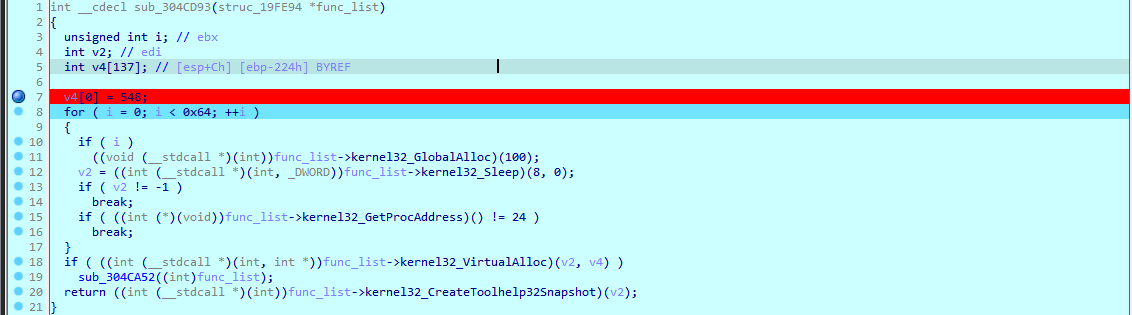 1 int __cdecl sub_304CD93(struc_19FE94 *func_list)
2 {
3 unsigned int i; // ebx
4 int v2; // edi
5 int v4[137]; // [esp+Ch] [ebp-224h] BYREF
6
7 v4[0] = 548;
8 for ( i = 0; i < 0x64; ++i )
9 {
10 if ( i )
11 ((void (__stdcall *)(int))func_list->kernel32_GlobalAlloc)(100);
12 v2 = ((int (__stdcall *)(int, _DWORD))func_list->kernel32_Sleep)(8, 0);
13 if ( v2 != -1 )
14 break;
15 if ( ((int (*)(void))func_list->kernel32_GetProcAddress)() != 24 )
16 break;
17 }
18 if ( ((int (__stdcall *)(int, int *))func_list->kernel32_VirtualAlloc)(v2, v4) )
19 sub_304CA52((int)func_list);
20 return ((int (__stdcall *)(int))func_list->kernel32_CreateToolhelp32Snapshot)(v2);
21 }